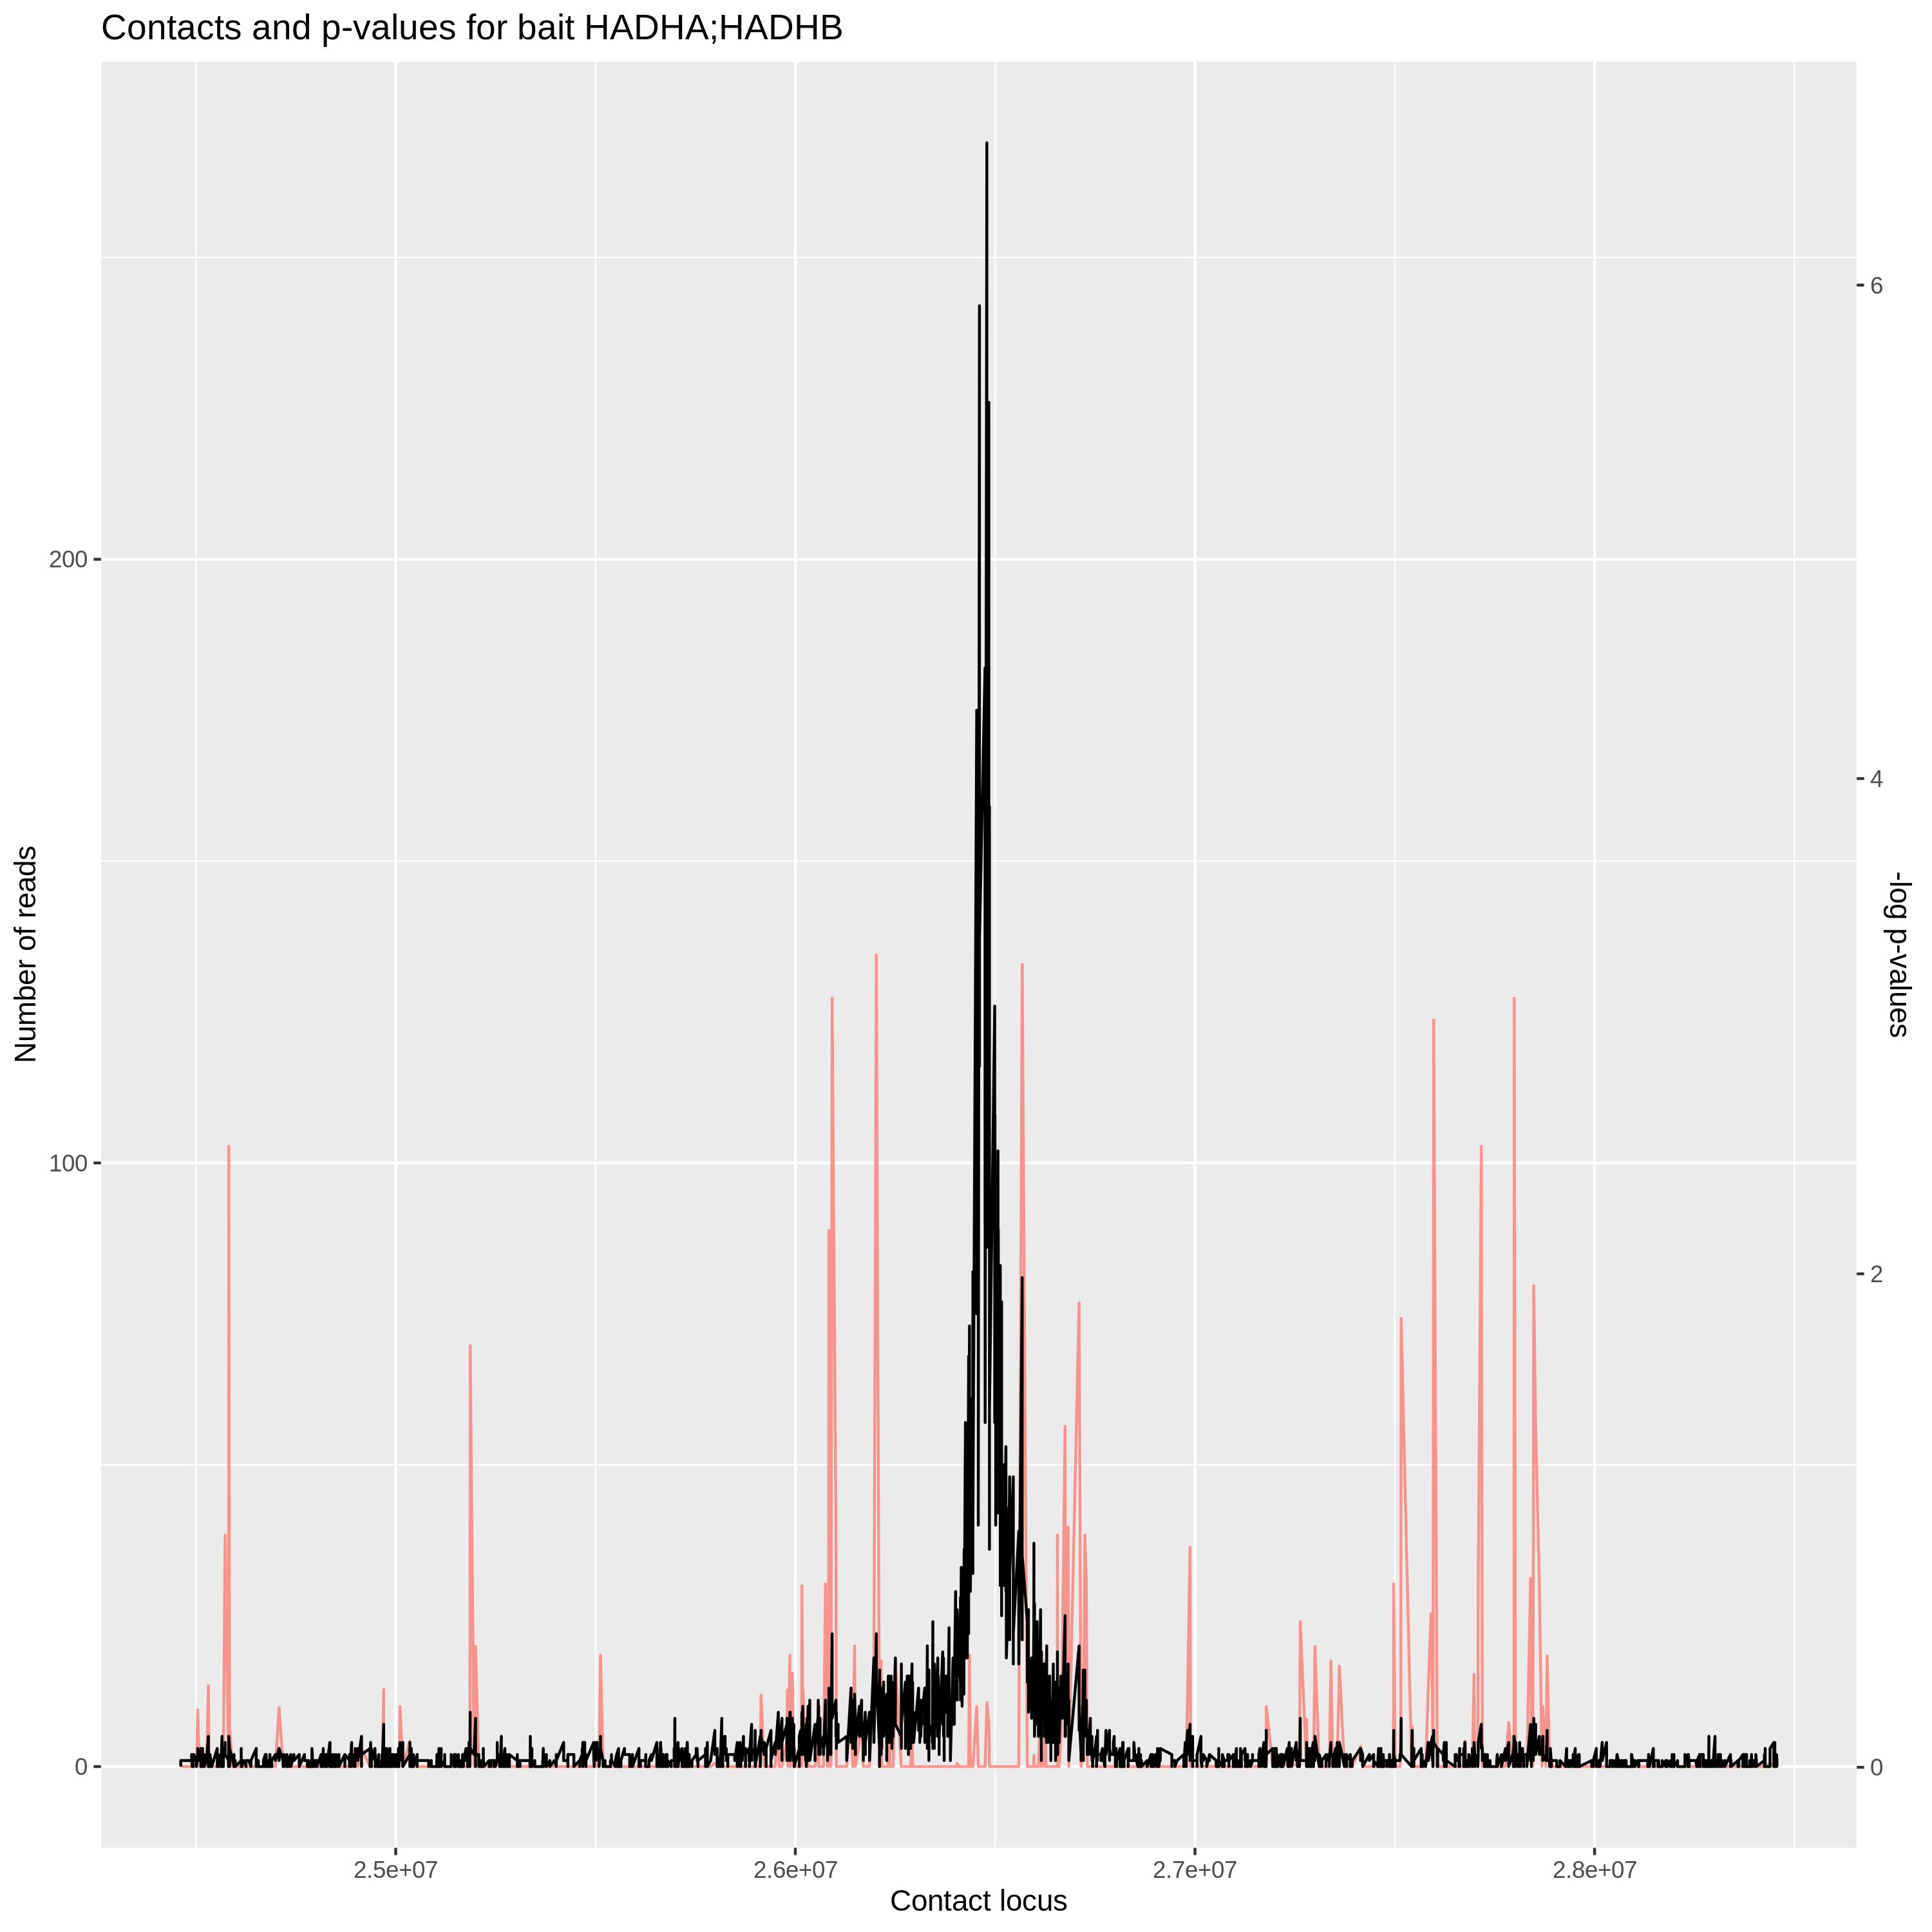 Contacts and p-values for bait HADHA;HADHB
Number of reads
200
100
0
6
4
2
0
-log p-values
2.5e+07
2.6e+07
2.7e+07
2.8e+07
Contact locus